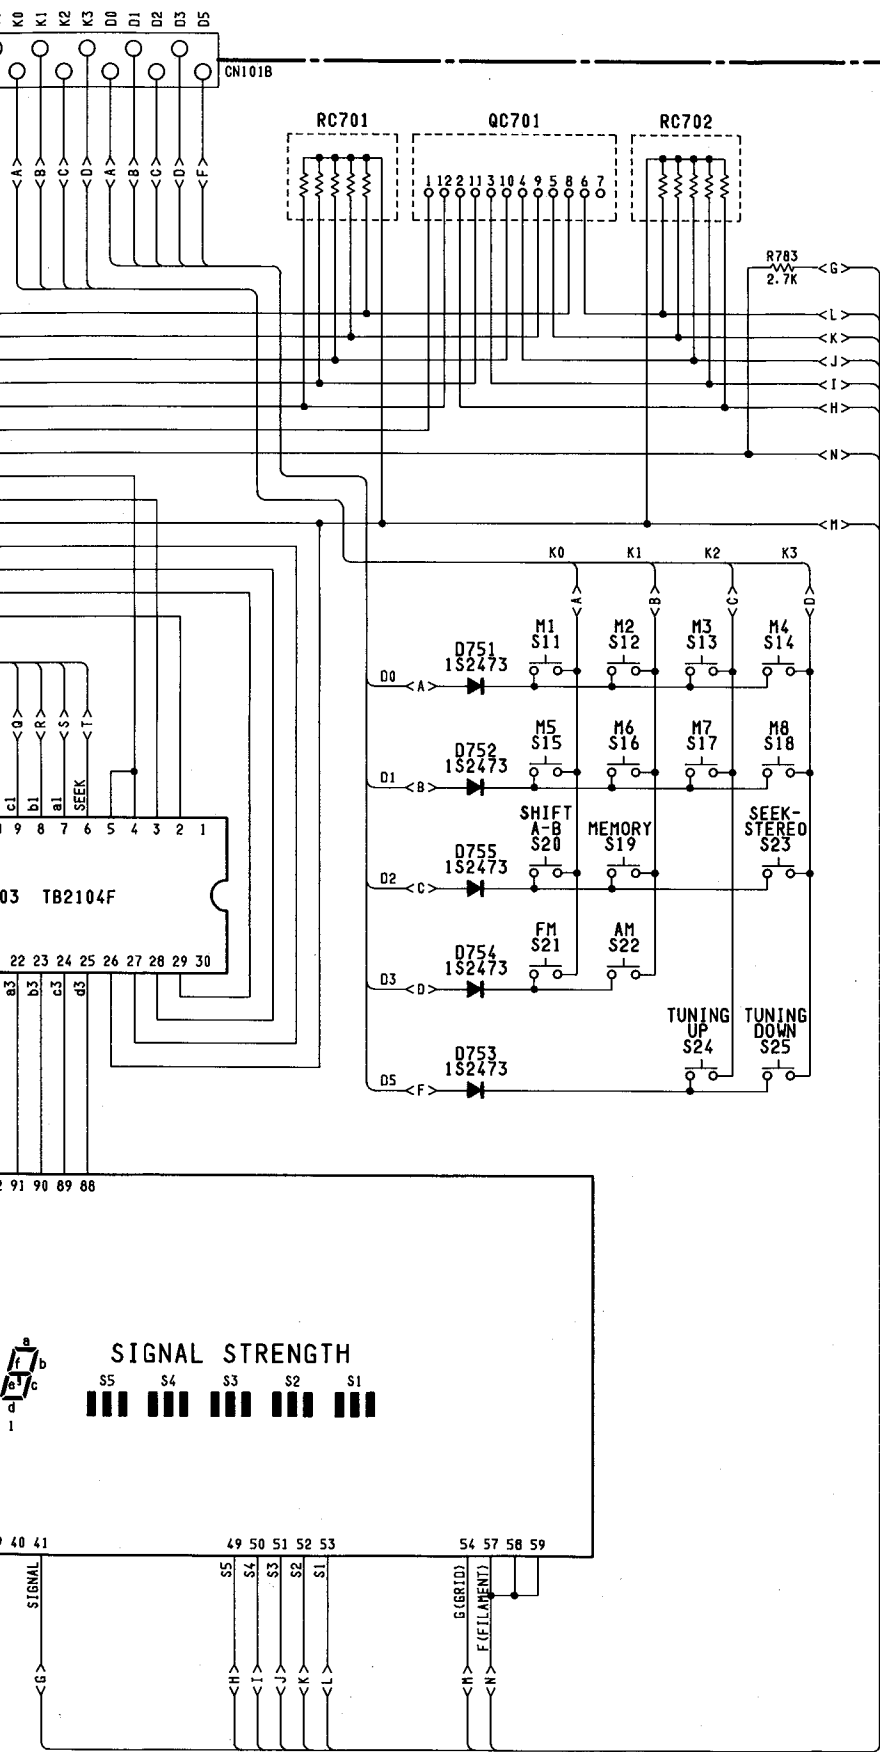 K0 K1 K2 K3 D0 D1 D2 D3 D5
CN101B
<A> <B> <C> <D> <A> <B> <C> <D> <F>
RC701 QC701 RC702
1 12 2 11 3 10 4 9 5 8 6 7
R783
2.7K
<G>
<L>
<K>
<J>
<I>
<H>
<N>
<M>
K0 K1 K2 K3
<A> <B> <C> <D>
M1 M2 M3 M4
S11 S12 S13 S14
D751
1S2473
D0 <A>
M5 M6 M7 M8
S15 S16 S17 S18
D752
1S2473
D1 <B>
SHIFT
A-B
S20
MEMORY
S19
SEEK-
STEREO
S23
D755
1S2473
D2 <C>
FM AM
S21 S22
D754
1S2473
D3 <D>
TUNING
UP
S24
TUNING
DOWN
S25
D753
1S2473
D5 <F>
<Q> <R> <S> <T>
c1 b1 a1 SEEK
9 8 7 6 5 4 3 2 1
03 TB2104F
22 23 24 25 26 27 28 29 30
a3 b3 c3 d3
91 90 89 88
a
f b
e c
d
1
SIGNAL STRENGTH
S5 S4 S3 S2 S1
40 41 49 50 51 52 53 54 57 58 59
SIGNAL S5 S4 S3 S2 S1 G(GRID) F(FILAMENT)
<G> <H> <I> <J> <K> <L> <M> <N>